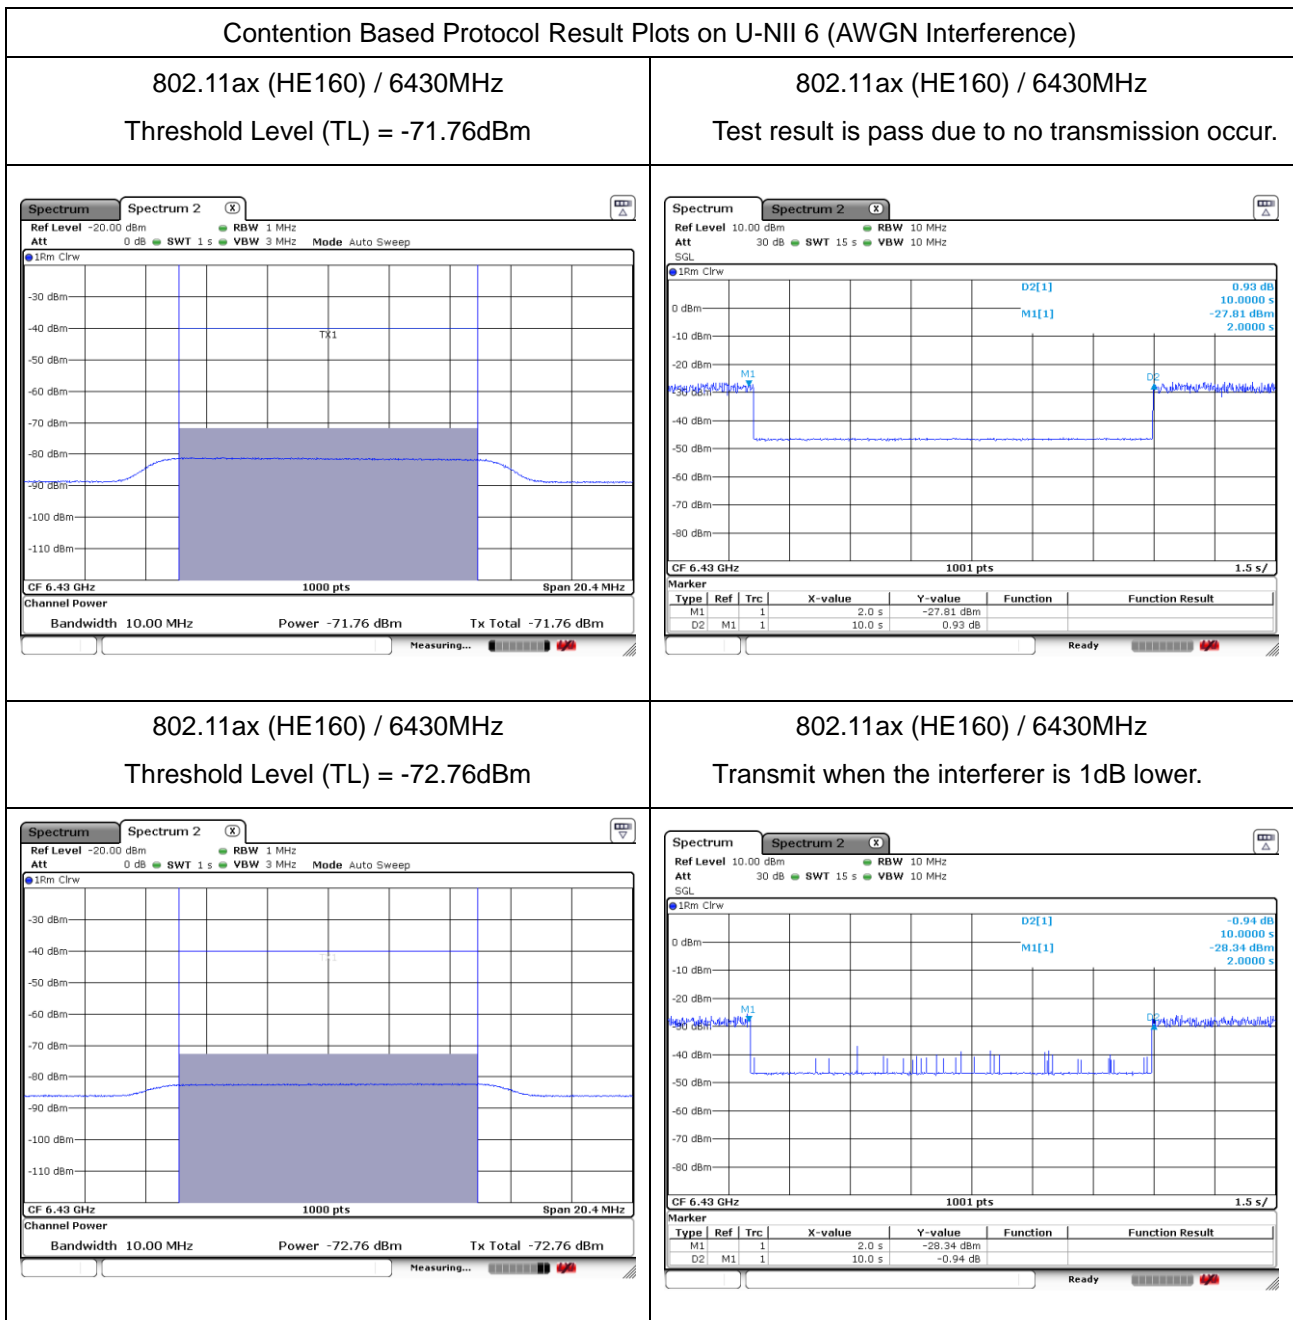 Contention Based Protocol Result Plots on U-NII 6 (AWGN Interference)
802.11ax (HE160) / 6430MHz
Threshold Level (TL) = -71.76dBm
802.11ax (HE160) / 6430MHz
Test result is pass due to no transmission occur.
Spectrum Spectrum 2 X
Ref Level -20.00 dBm RBW 1 MHz
Att 0 dB SWT 1 s VBW 3 MHz Mode Auto Sweep
1Rm Clrw
-30 dBm
-40 dBm
TX1
-50 dBm
-60 dBm
-70 dBm
-80 dBm
-90 dBm
-100 dBm
-110 dBm
CF 6.43 GHz 1000 pts Span 20.4 MHz
Channel Power
Bandwidth 10.00 MHz Power -71.76 dBm Tx Total -71.76 dBm
Measuring...
Spectrum Spectrum 2 X
Ref Level 10.00 dBm RBW 10 MHz
Att 30 dB SWT 15 s VBW 10 MHz
SGL
1Rm Clrw
D2[1] 0.93 dB
10.0000 s
M1[1] -27.81 dBm
2.0000 s
0 dBm
-10 dBm
-20 dBm
M1
D2
-30 dBm
-40 dBm
-50 dBm
-60 dBm
-70 dBm
-80 dBm
CF 6.43 GHz 1001 pts 1.5 s/
Marker
Type Ref Trc X-value Y-value Function Function Result
M1 1 2.0 s -27.81 dBm
D2 M1 1 10.0 s 0.93 dB
Ready
802.11ax (HE160) / 6430MHz
Threshold Level (TL) = -72.76dBm
802.11ax (HE160) / 6430MHz
Transmit when the interferer is 1dB lower.
Spectrum Spectrum 2 X
Ref Level -20.00 dBm RBW 1 MHz
Att 0 dB SWT 1 s VBW 3 MHz Mode Auto Sweep
1Rm Clrw
-30 dBm
-40 dBm
TX1
-50 dBm
-60 dBm
-70 dBm
-80 dBm
-90 dBm
-100 dBm
-110 dBm
CF 6.43 GHz 1000 pts Span 20.4 MHz
Channel Power
Bandwidth 10.00 MHz Power -72.76 dBm Tx Total -72.76 dBm
Measuring...
Spectrum Spectrum 2 X
Ref Level 10.00 dBm RBW 10 MHz
Att 30 dB SWT 15 s VBW 10 MHz
SGL
1Rm Clrw
D2[1] -0.94 dB
10.0000 s
M1[1] -28.34 dBm
2.0000 s
0 dBm
-10 dBm
-20 dBm
M1
D2
-30 dBm
-40 dBm
-50 dBm
-60 dBm
-70 dBm
-80 dBm
CF 6.43 GHz 1001 pts 1.5 s/
Marker
Type Ref Trc X-value Y-value Function Function Result
M1 1 2.0 s -28.34 dBm
D2 M1 1 10.0 s -0.94 dB
Ready